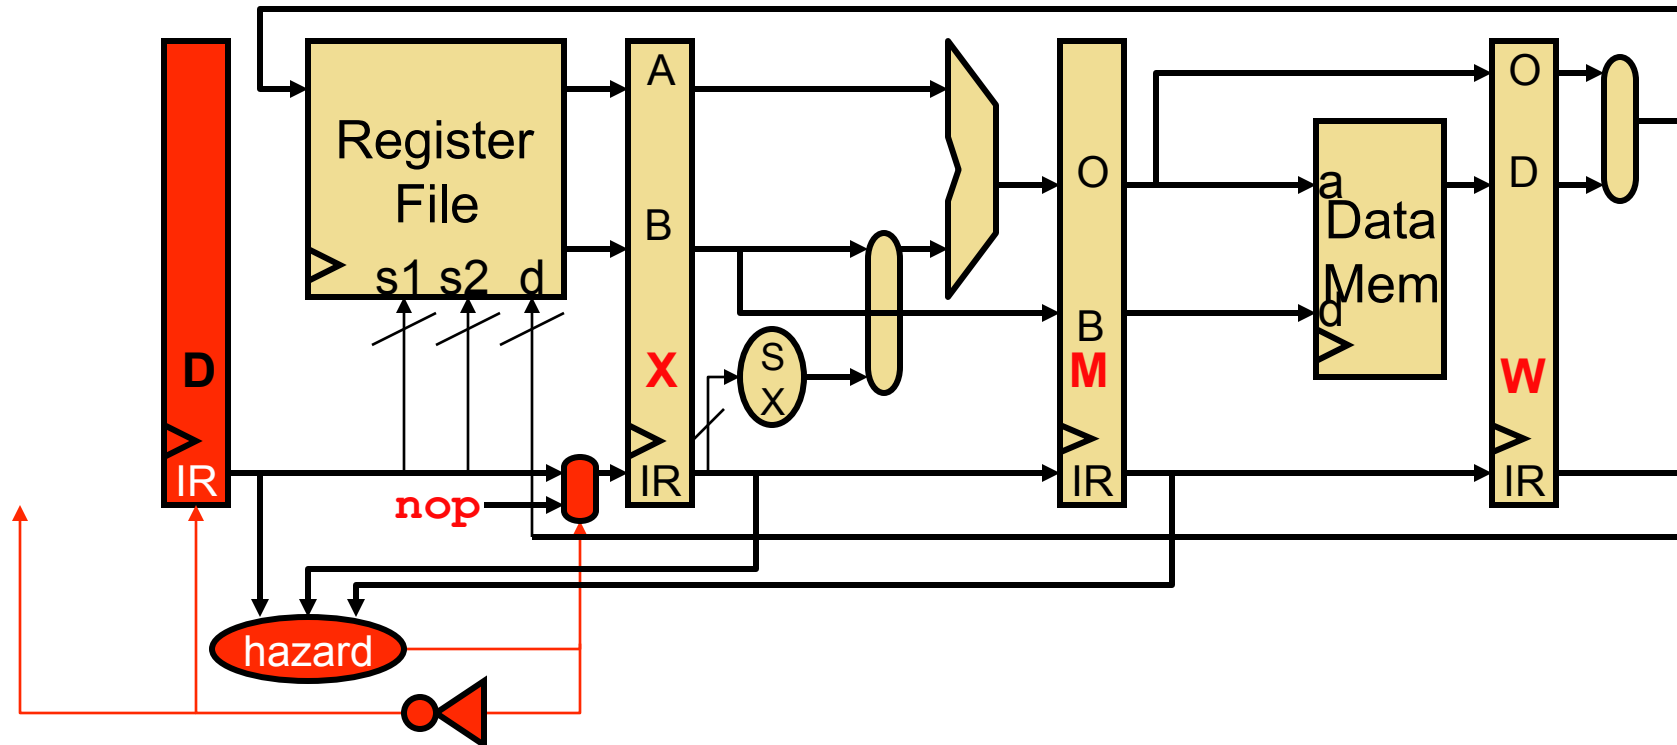 Register
File
s1 s2 d
D
IR
nop
hazard
A
B
X
IR
S
X
O
B
M
IR
a
Data
Mem
d
O
D
W
IR